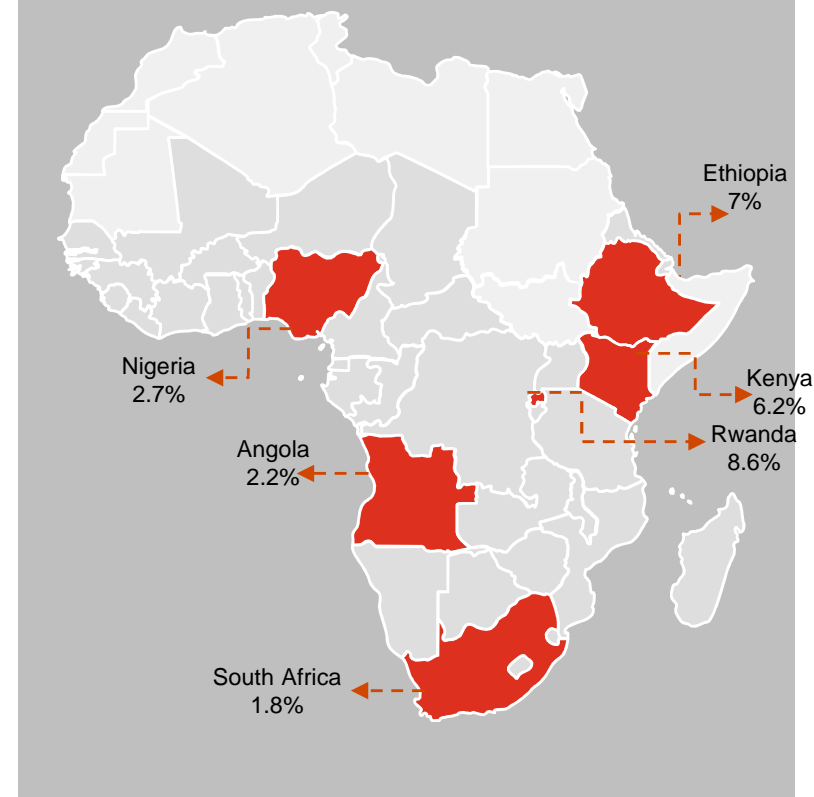 Ethiopia
7%
Nigeria
2.7%
Kenya
6.2%
Rwanda
8.6%
Angola
2.2%
South Africa
1.8%